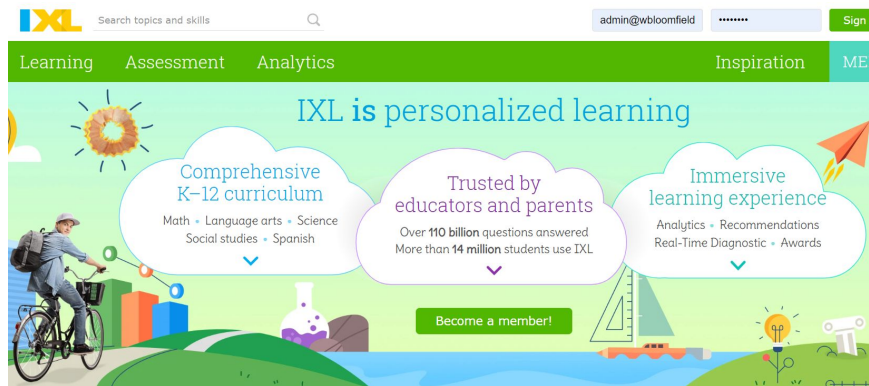 IXL
Search topics and skills
admin@wbloomfield
••••••••
Sign
Learning Assessment Analytics Inspiration ME
IXL is personalized learning
Comprehensive
K–12 curriculum
Math • Language arts • Science
Social studies • Spanish
Trusted by
educators and parents
Over 110 billion questions answered
More than 14 million students use IXL
Immersive
learning experience
Analytics • Recommendations
Real-Time Diagnostic • Awards
Become a member!